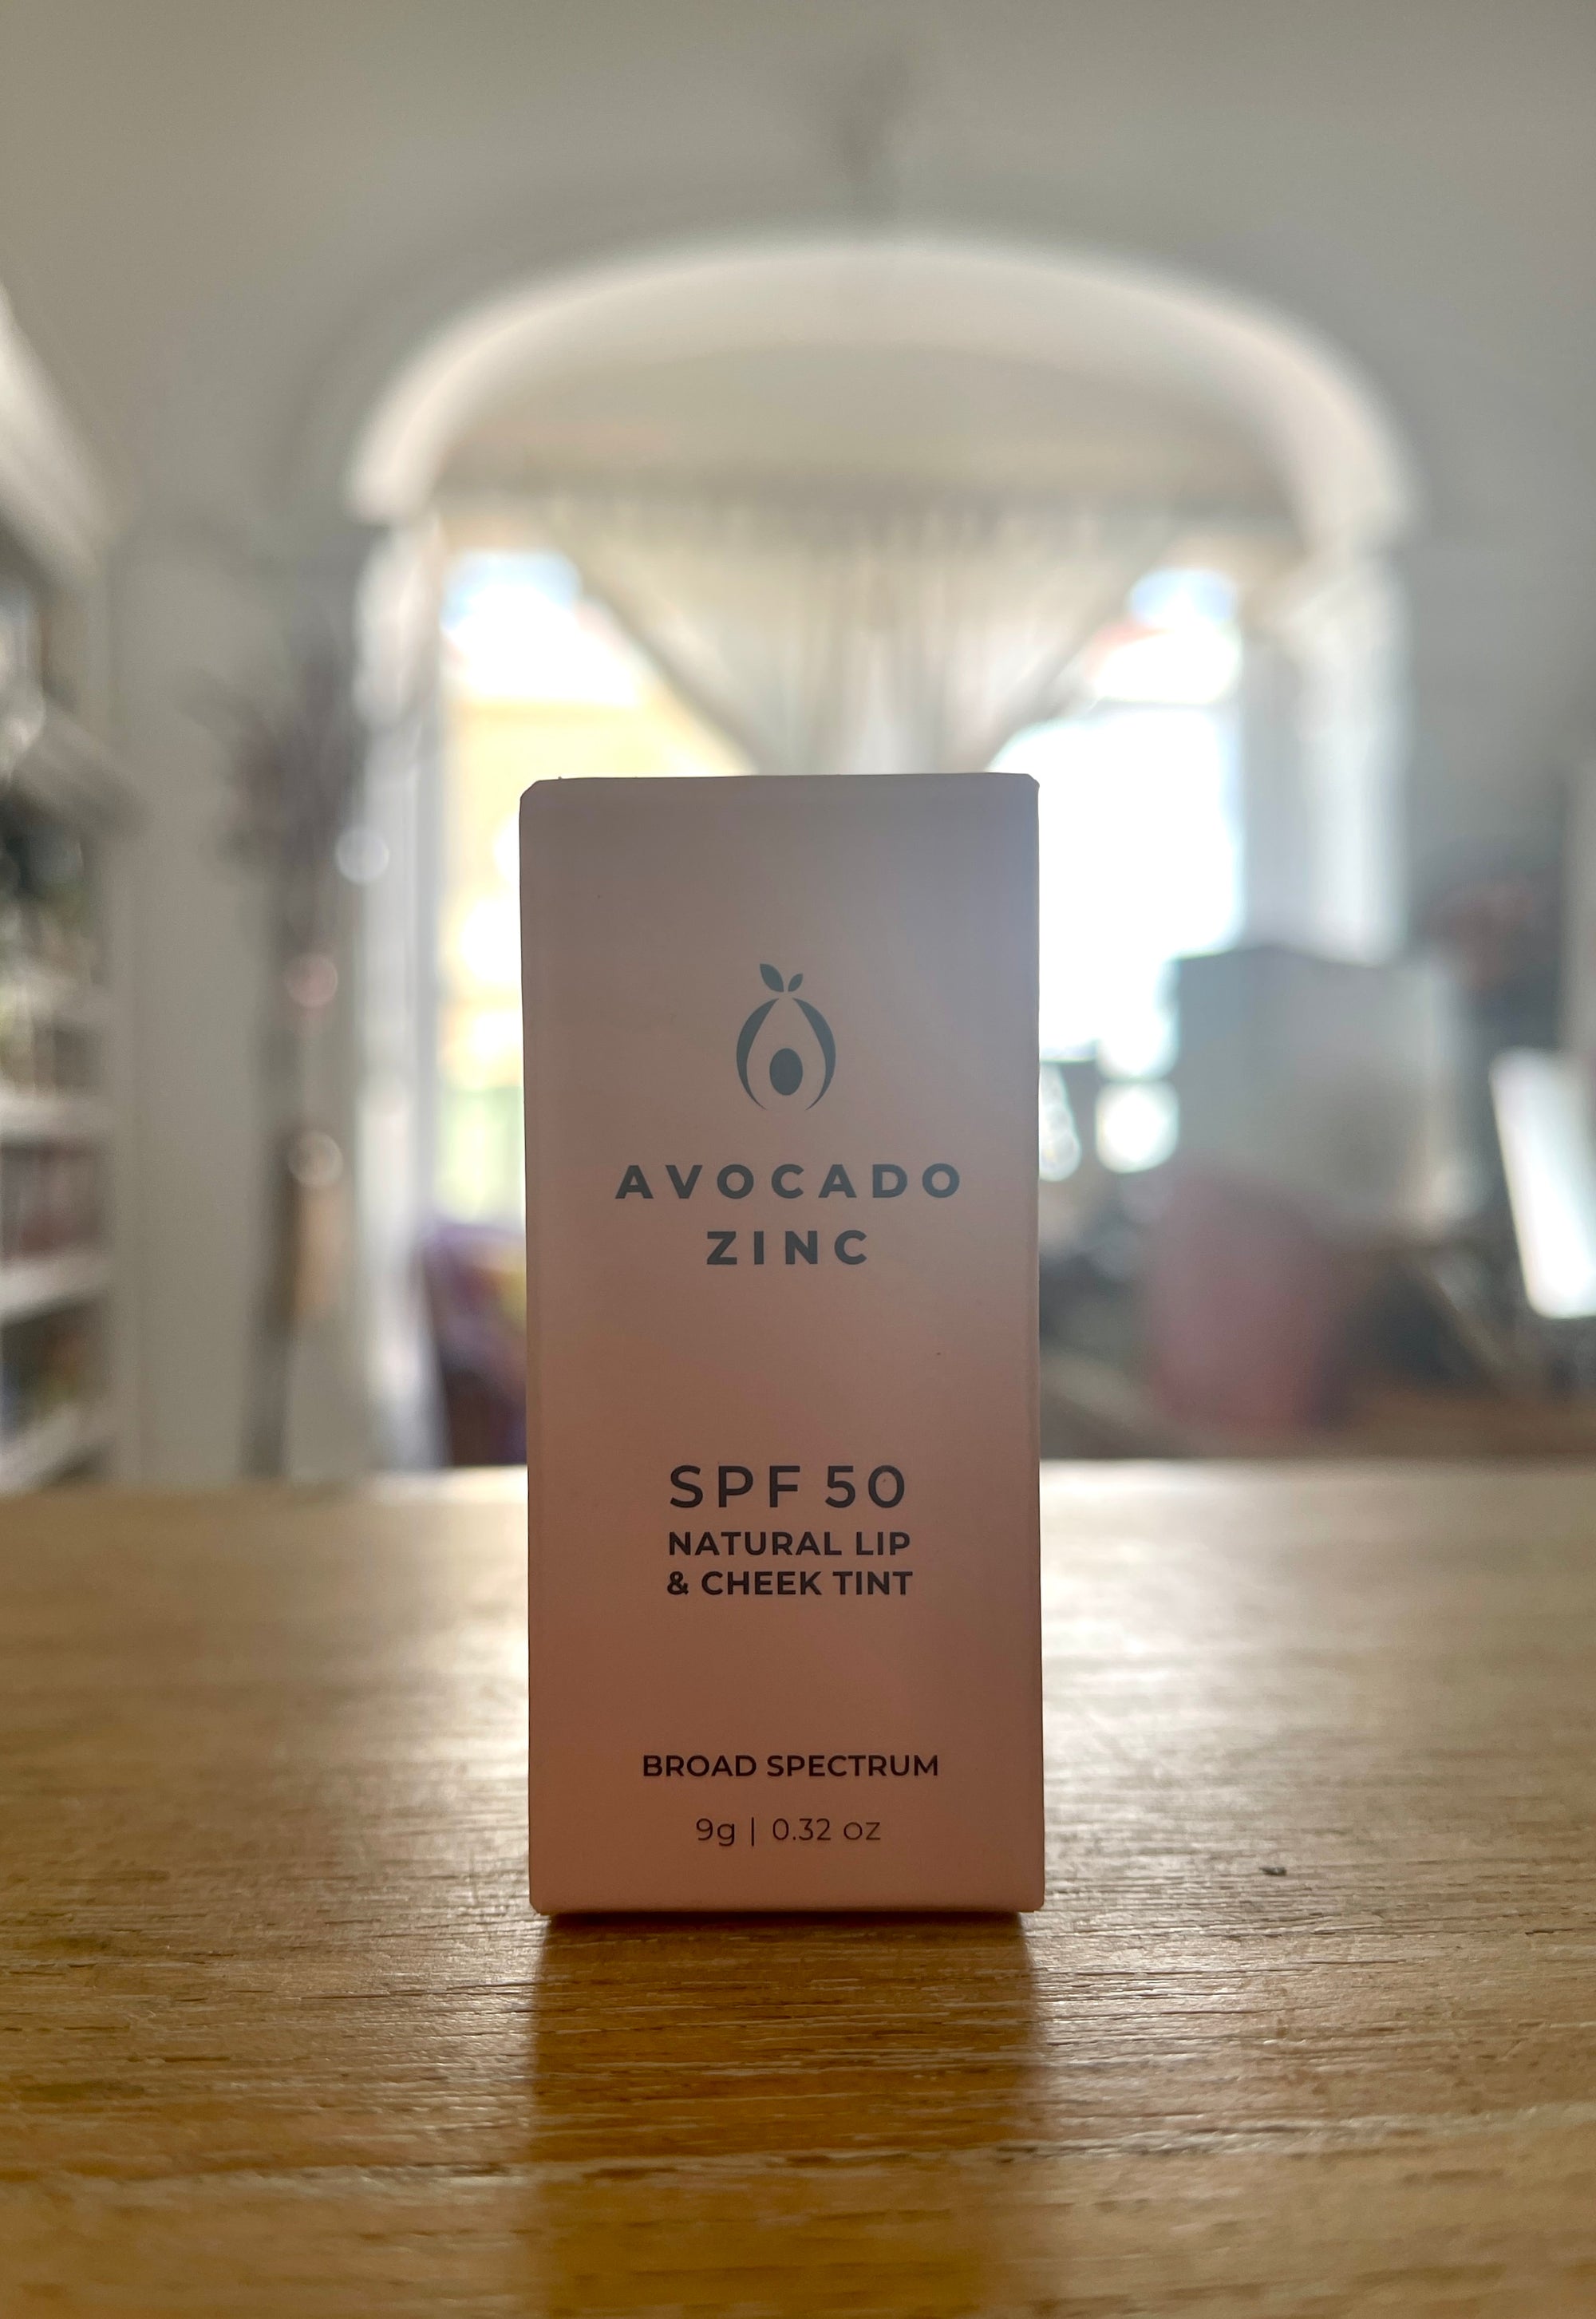 AVOCADO
ZINC
SPF 50
NATURAL LIP
& CHEEK TINT
BROAD SPECTRUM
9g | 0.32 oz